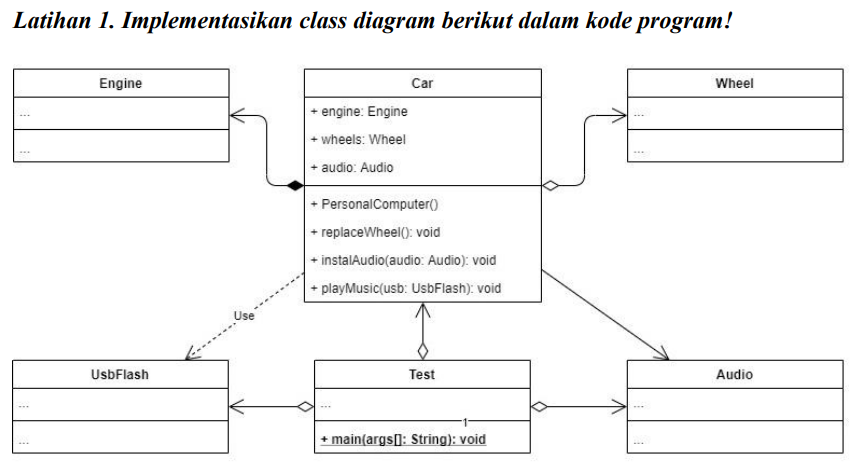 Latihan 1. Implementasikan class diagram berikut dalam kode program!
Engine
...
...
Car
+ engine: Engine
+ wheels: Wheel
+ audio: Audio
+ PersonalComputer()
+ replaceWheel(): void
+ instalAudio(audio: Audio): void
+ playMusic(usb: UsbFlash): void
Wheel
...
...
Use
UsbFlash
...
...
Test
...
1
+ main(args[]: String): void
Audio
...
...